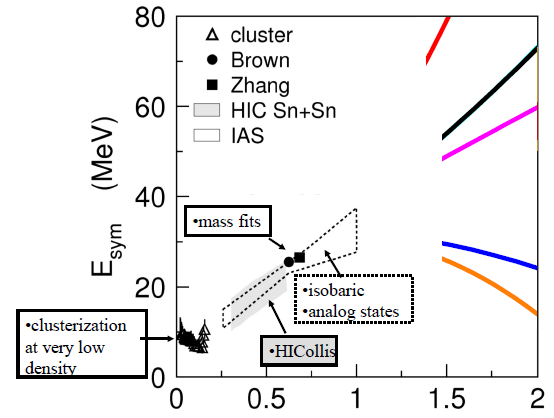 80
60
40
20
0
E_sym (MeV)
cluster
Brown
Zhang
HIC Sn+Sn
IAS
•mass fits
•isobaric
•analog states
•clusterization
at very low
density
•HICollis
0 0.5 1 1.5 2